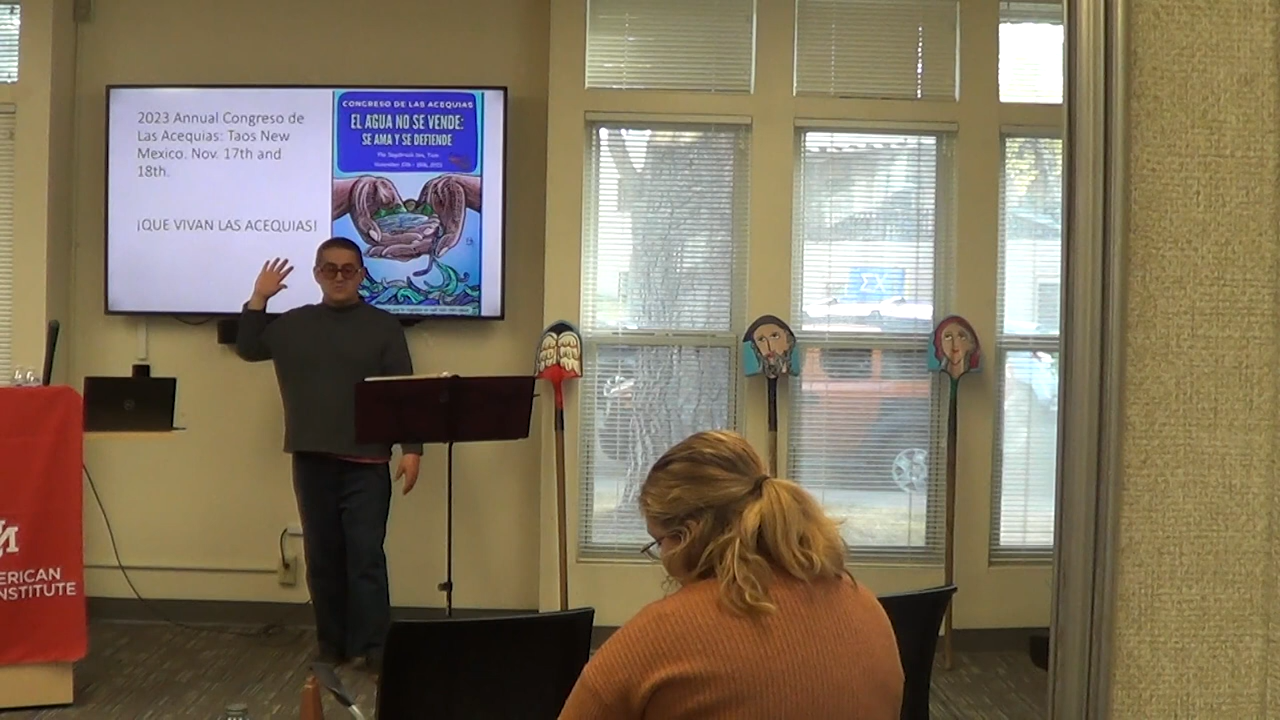 2023 Annual Congreso de
Las Acequias: Taos New
Mexico. Nov. 17th and
18th.
¡QUE VIVAN LAS ACEQUIAS!
CONGRESO DE LAS ACEQUIAS
EL AGUA NO SE VENDE:
SE AMA Y SE DEFIENDE
ΣX
ERICAN
NSTITUTE